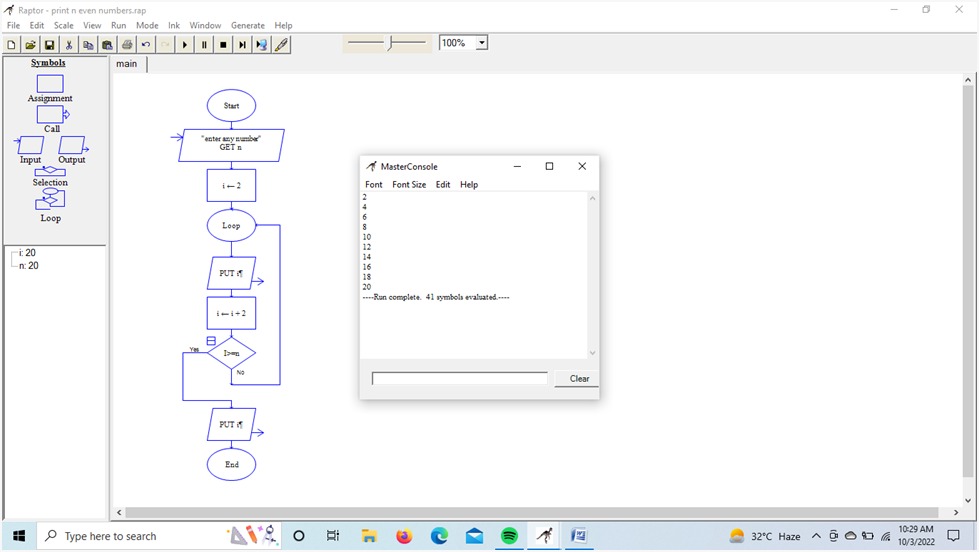 Raptor - print n even numbers.rap
File Edit Scale View Run Mode Ink Window Generate Help
100%
Symbols
Assignment
Call
Input Output
Selection
Loop
i: 20
n: 20
main
Start
"enter any number"
GET n
i ← 2
Loop
PUT i¶
i ← i + 2
Yes
I>=n
No
PUT i¶
End
MasterConsole
Font Font Size Edit Help
2
4
6
8
10
12
14
16
18
20
----Run complete. 41 symbols evaluated.----
Clear
Type here to search
32°C Haze
10:29 AM
10/3/2022